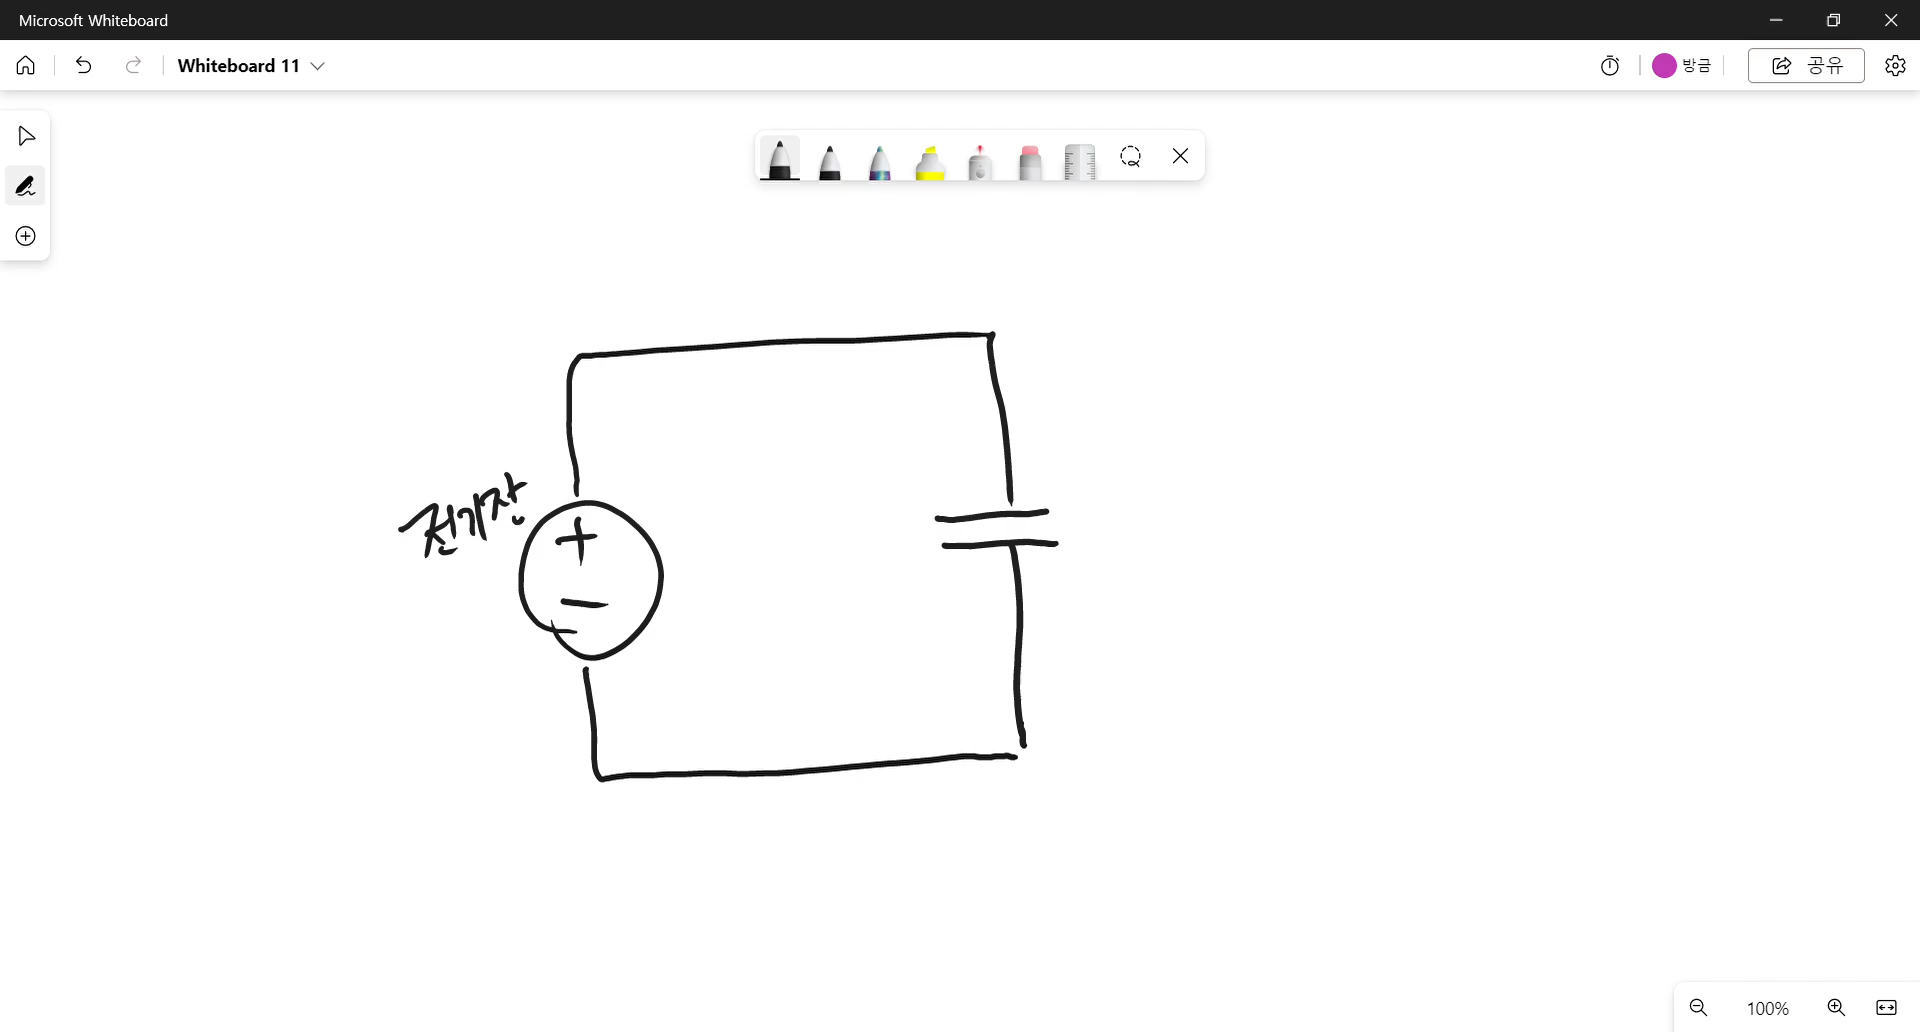 Microsoft Whiteboard
Whiteboard 11
방금
공유
전기장
+
−
100%